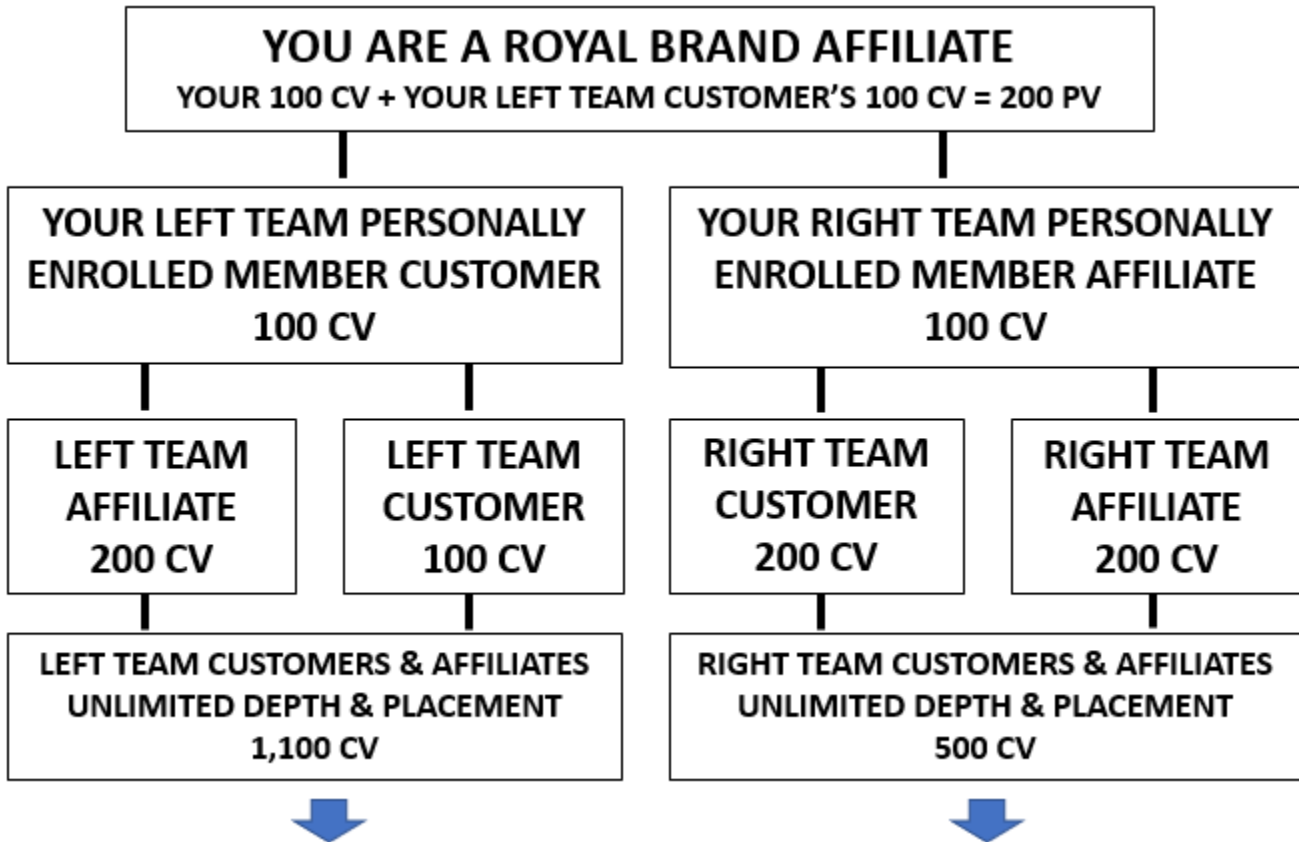 YOU ARE A ROYAL BRAND AFFILIATE
YOUR 100 CV + YOUR LEFT TEAM CUSTOMER’S 100 CV = 200 PV
YOUR LEFT TEAM PERSONALLY
ENROLLED MEMBER CUSTOMER
100 CV
YOUR RIGHT TEAM PERSONALLY
ENROLLED MEMBER AFFILIATE
100 CV
LEFT TEAM
AFFILIATE
200 CV
LEFT TEAM
CUSTOMER
100 CV
RIGHT TEAM
CUSTOMER
200 CV
RIGHT TEAM
AFFILIATE
200 CV
LEFT TEAM CUSTOMERS & AFFILIATES
UNLIMITED DEPTH & PLACEMENT
1,100 CV
RIGHT TEAM CUSTOMERS & AFFILIATES
UNLIMITED DEPTH & PLACEMENT
500 CV